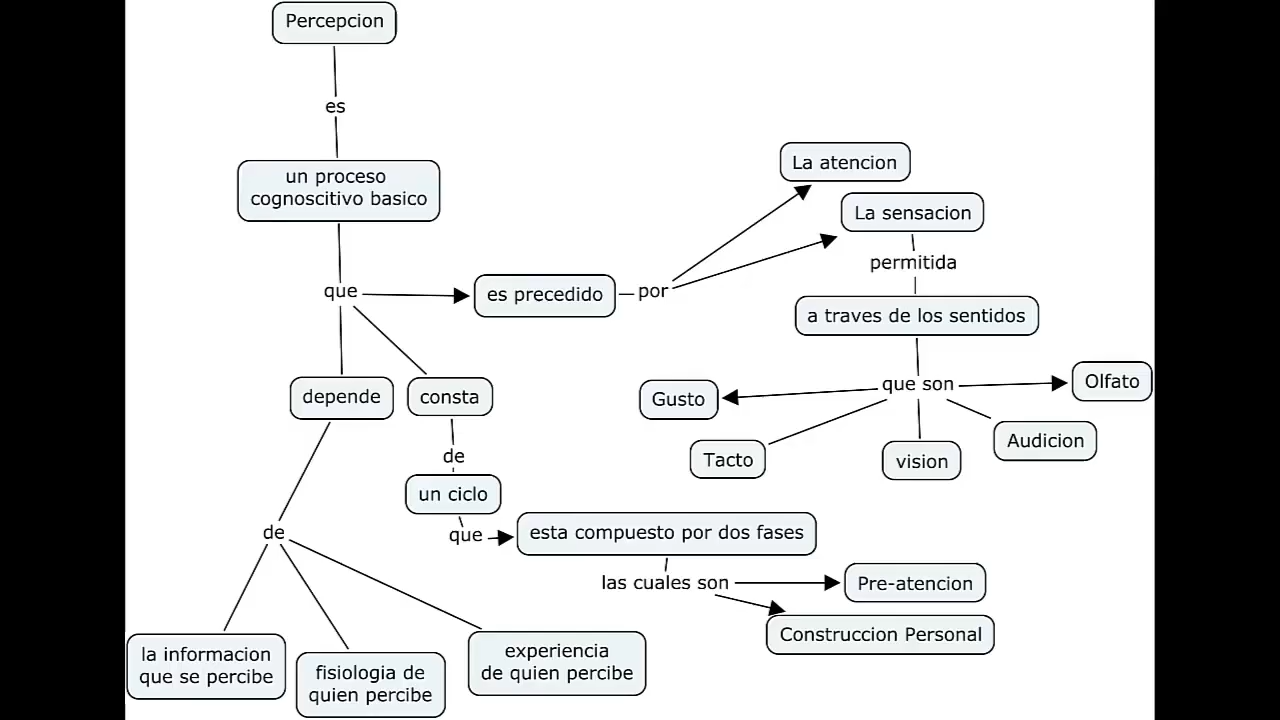 Percepcion
es
un proceso
cognoscitivo basico
que
es precedido
por
La atencion
La sensacion
permitida
a traves de los sentidos
que son
Gusto
Tacto
vision
Audicion
Olfato
depende
consta
de
un ciclo
que
esta compuesto por dos fases
las cuales son
Pre-atencion
Construccion Personal
de
la informacion
que se percibe
fisiologia de
quien percibe
experiencia
de quien percibe